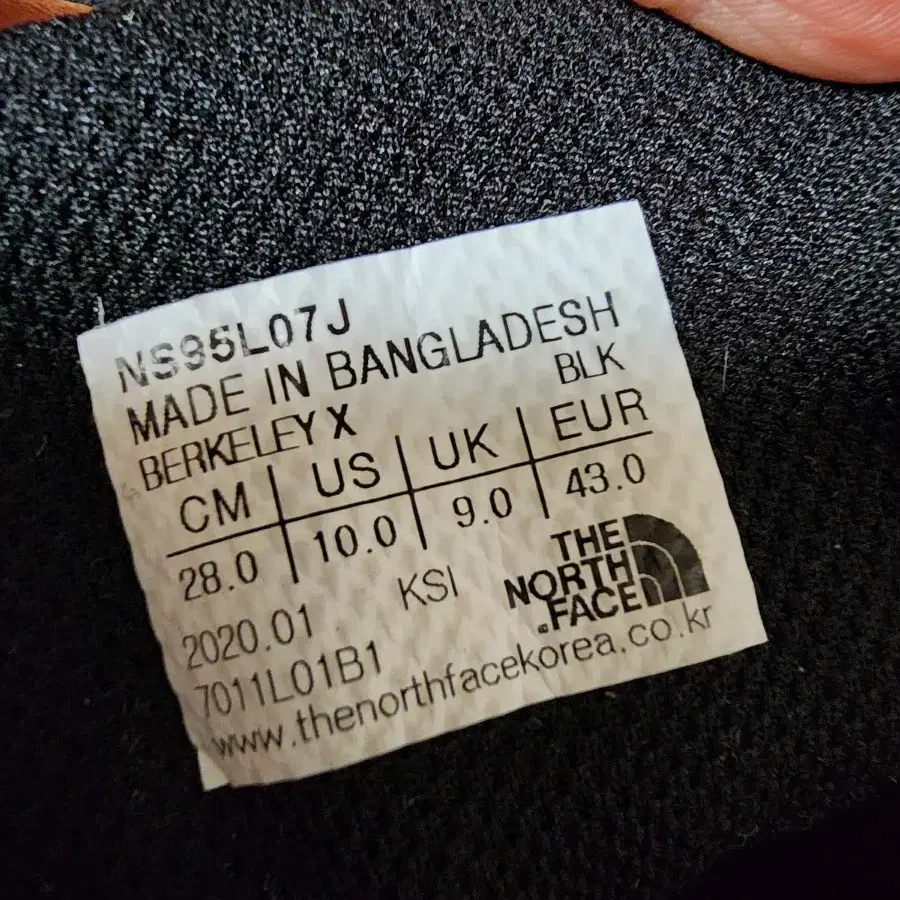 NS95L07J
MADE IN BANGLADESH
BERKELEY X BLK
CM US UK EUR
28.0 10.0 9.0 43.0
2020.01 KSI
THE
NORTH
FACE
7011L01B1
www.thenorthfacekorea.co.kr